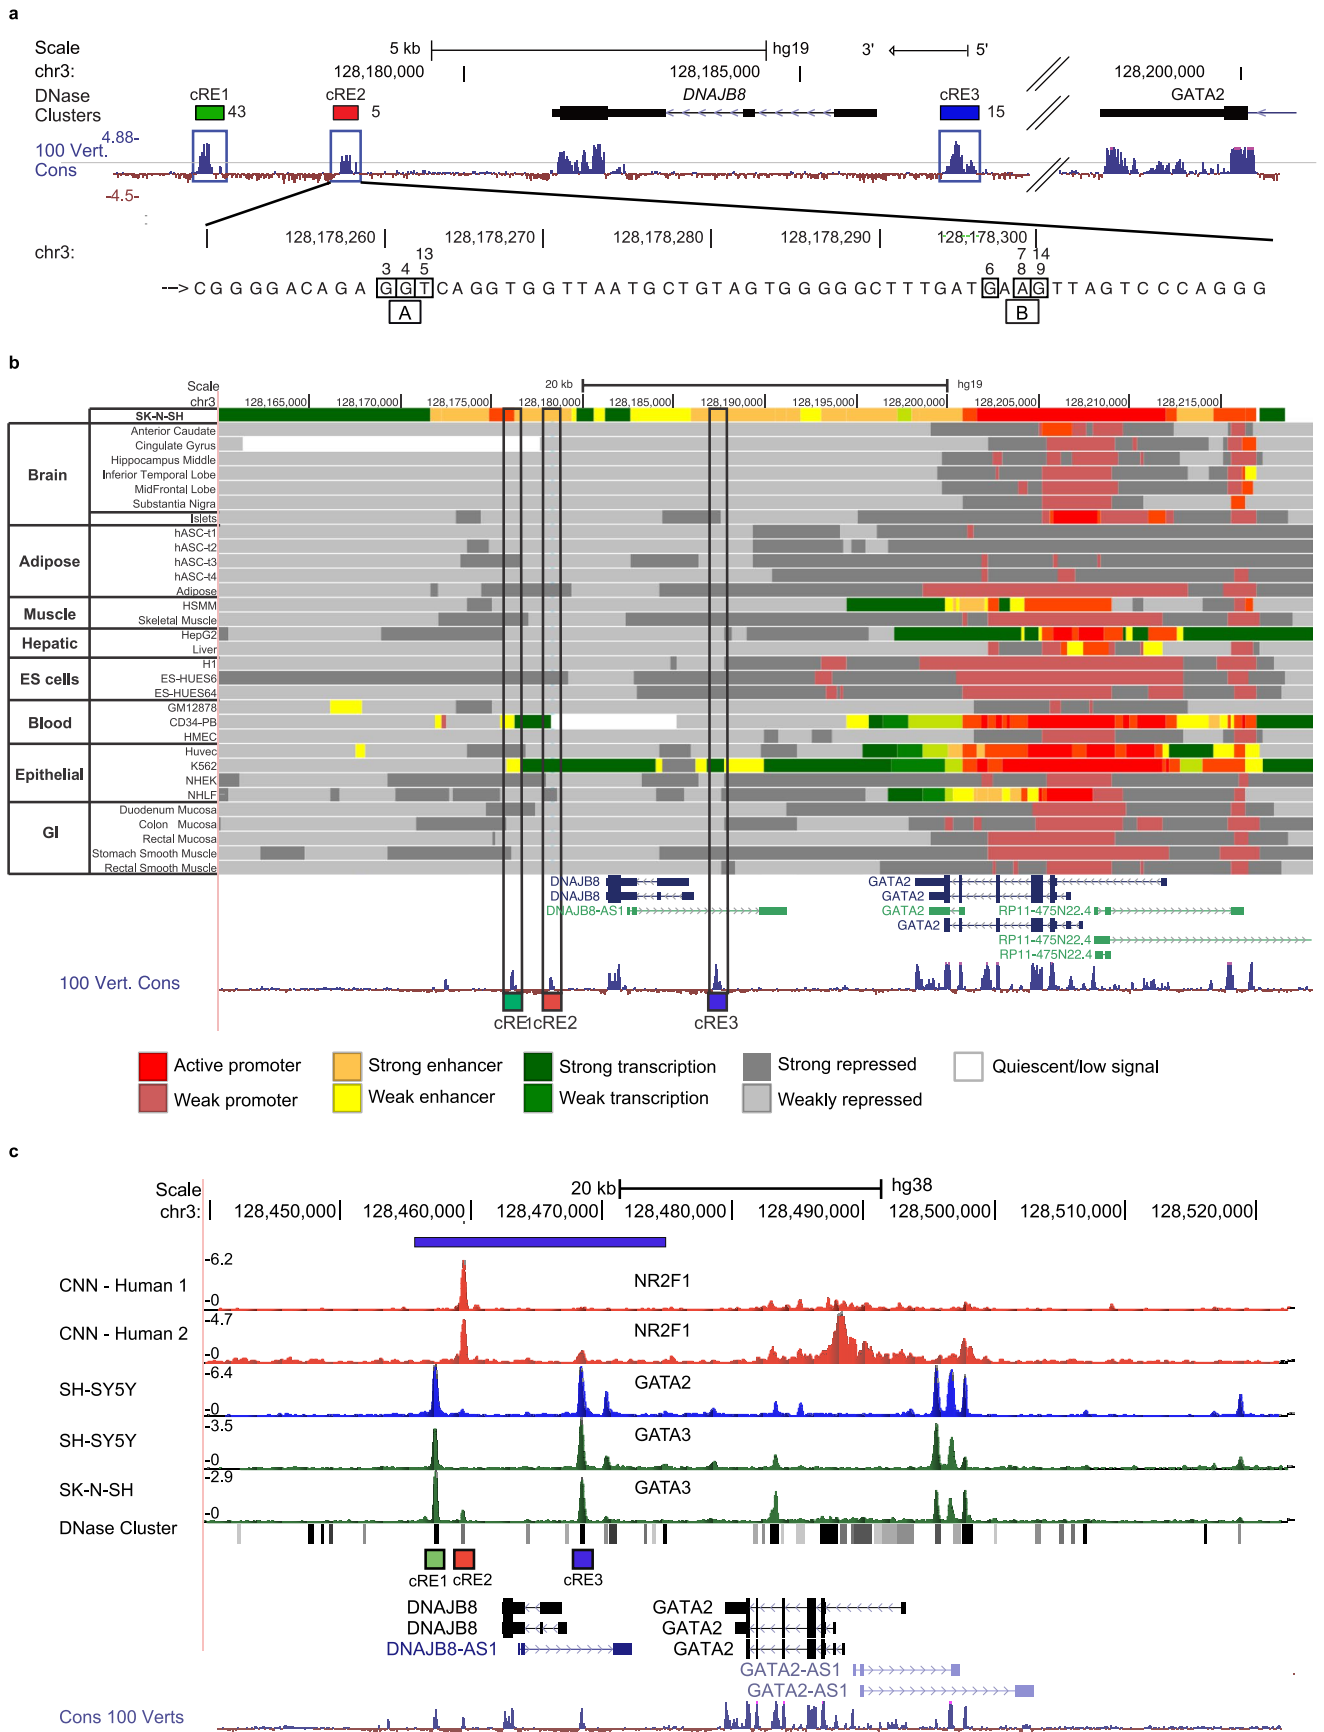 a
Scale 5 kb hg19 3' 5'
chr3: 128,180,000 128,185,000 128,200,000
DNase Clusters cRE1 43 cRE2 5 DNAJB8 cRE3 15 GATA2
4.88-
100 Vert. Cons
-4.5-
chr3: 128,178,260 128,178,270 128,178,280 128,178,290 128,178,300
13 7 14
3 4 5 6 8 9
--> C G G G G A C A G A G G T C A G G T G G T T A A T G C T G T A G T G G G G G C T T T G A T G A A G T T A G T C C C A G G G
A B
b
Scale 20 kb hg19
chr3 128,165,000 128,170,000 128,175,000 128,180,000 128,185,000 128,190,000 128,195,000 128,200,000 128,205,000 128,210,000 128,215,000
SK-N-SH
Brain
Anterior Caudate
Cingulate Gyrus
Hippocampus Middle
Inferior Temporal Lobe
MidFrontal Lobe
Substantia Nigra
Islets
Adipose
hASC-t1
hASC-t2
hASC-t3
hASC-t4
Adipose
Muscle
HSMM
Skeletal Muscle
Hepatic
HepG2
Liver
ES cells
H1
ES-HUES6
ES-HUES64
Blood
GM12878
CD34-PB
HMEC
Epithelial
Huvec
K562
NHEK
NHLF
GI
Duodenum Mucosa
Colon Mucosa
Rectal Mucosa
Stomach Smooth Muscle
Rectal Smooth Muscle
DNAJB8 GATA2
DNAJB8 GATA2
DNAJB8-AS1 GATA2 RP11-475N22.4
GATA2
RP11-475N22.4
RP11-475N22.4
100 Vert. Cons
cRE1 cRE2 cRE3
Active promoter Strong enhancer Strong transcription Strong repressed Quiescent/low signal
Weak promoter Weak enhancer Weak transcription Weakly repressed
c
Scale 20 kb hg38
chr3: 128,450,000 128,460,000 128,470,000 128,480,000 128,490,000 128,500,000 128,510,000 128,520,000
-6.2
CNN - Human 1 NR2F1
-0
-4.7
CNN - Human 2 NR2F1
-0
-6.4
SH-SY5Y GATA2
-0
-3.5
SH-SY5Y GATA3
-0
-2.9
SK-N-SH GATA3
-0
DNase Cluster
cRE1 cRE2 cRE3
DNAJB8 GATA2
DNAJB8 GATA2
DNAJB8-AS1 GATA2
GATA2-AS1
GATA2-AS1
Cons 100 Verts